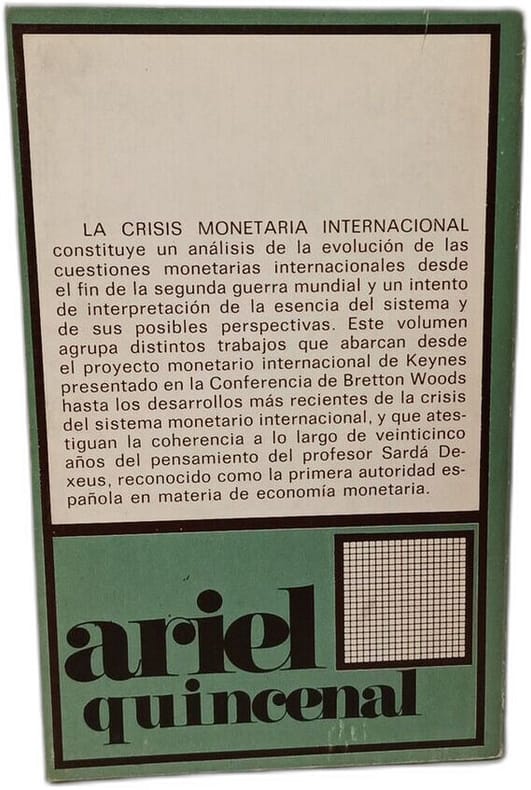 LA CRISIS MONETARIA INTERNACIONAL
constituye un análisis de la evolución de las
cuestiones monetarias internacionales desde
el fin de la segunda guerra mundial y un intento
de interpretación de la esencia del sistema y
de sus posibles perspectivas. Este volumen
agrupa distintos trabajos que abarcan desde
el proyecto monetario internacional de Keynes
presentado en la Conferencia de Bretton Woods
hasta los desarrollos más recientes de la crisis
del sistema monetario internacional, y que ates-
tiguan la coherencia a lo largo de veinticinco
años del pensamiento del profesor Sardá De-
xeus, reconocido como la primera autoridad es-
pañola en materia de economía monetaria.
ariel
quincenal